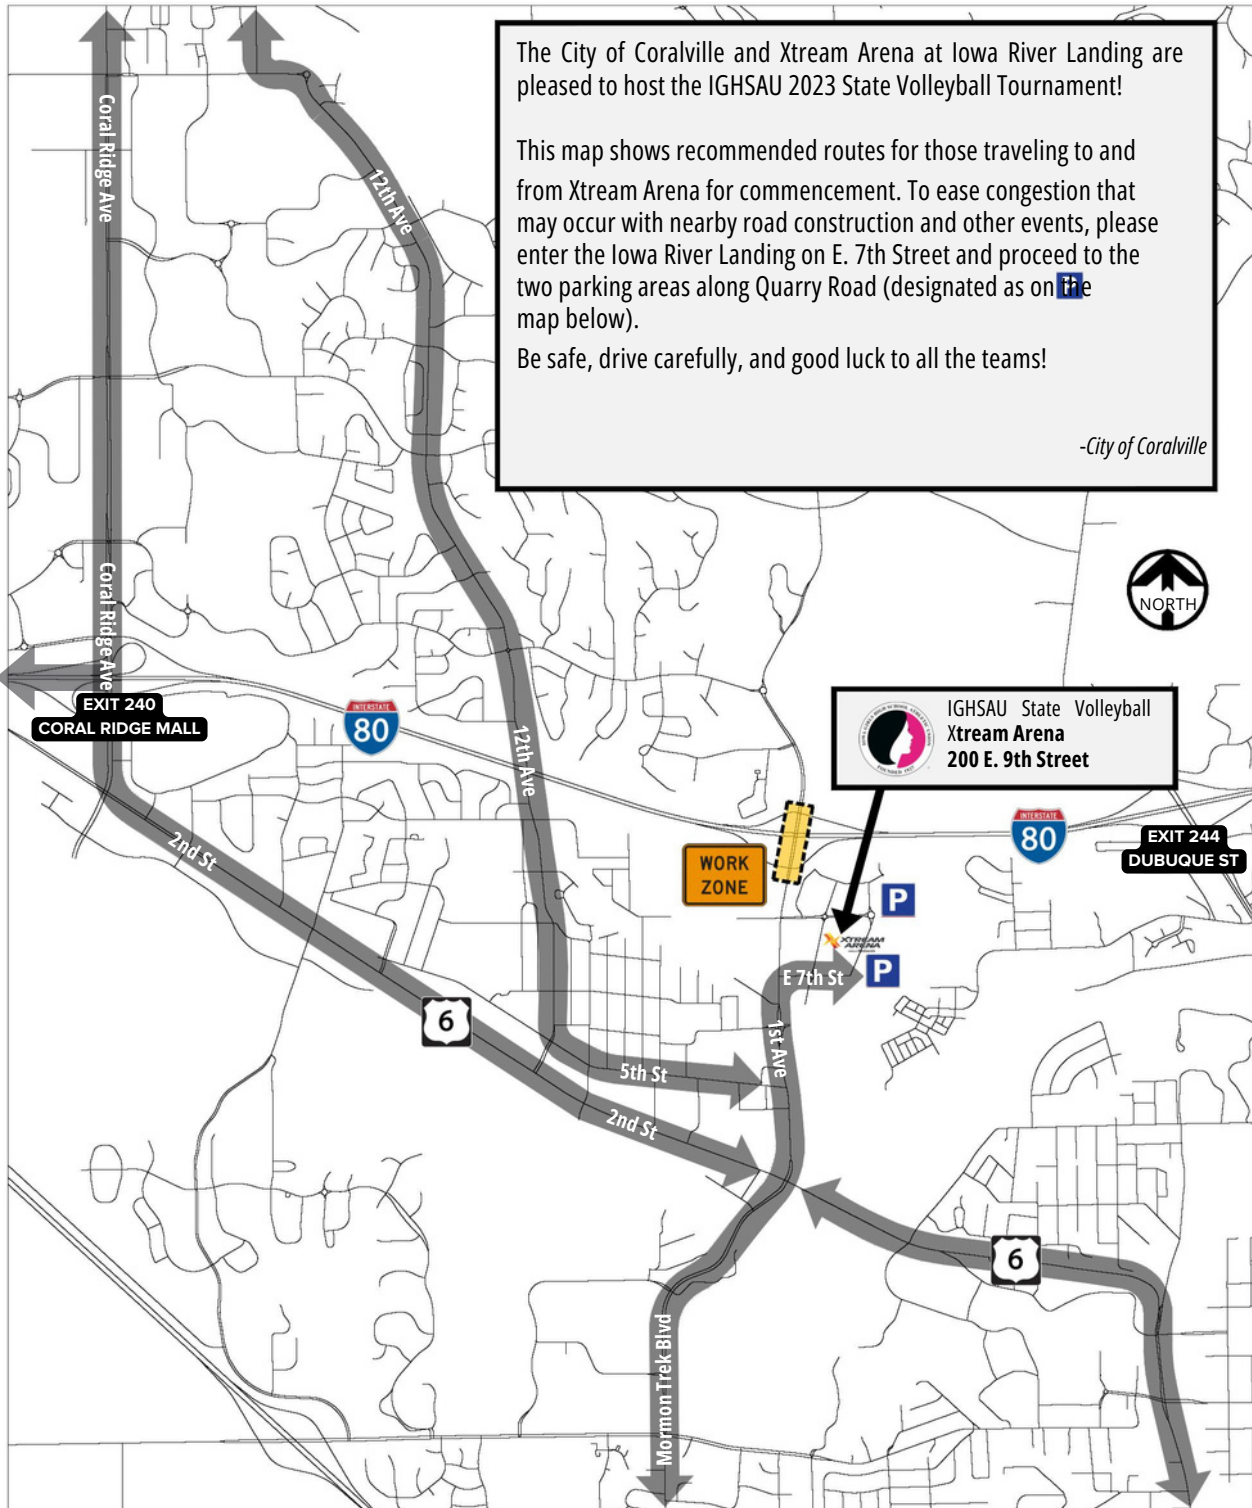 The City of Coralville and Xtream Arena at Iowa River Landing are
pleased to host the IGHSAU 2023 State Volleyball Tournament!
This map shows recommended routes for those traveling to and
from Xtream Arena for commencement. To ease congestion that
may occur with nearby road construction and other events, please
enter the Iowa River Landing on E. 7th Street and proceed to the
two parking areas along Quarry Road (designated as on the
map below).
Be safe, drive carefully, and good luck to all the teams!
-City of Coralville
Coral Ridge Ave
12th Ave
NORTH
Coral Ridge Ave
EXIT 240
CORAL RIDGE MALL
INTERSTATE
80
12th Ave
IGHSAU State Volleyball
Xtream Arena
200 E. 9th Street
INTERSTATE
80
EXIT 244
DUBUQUE ST
2nd St
WORK
ZONE
P
XTREAM
ARENA
E 7th St
P
6
1st Ave
5th St
2nd St
6
Mormon Trek Blvd